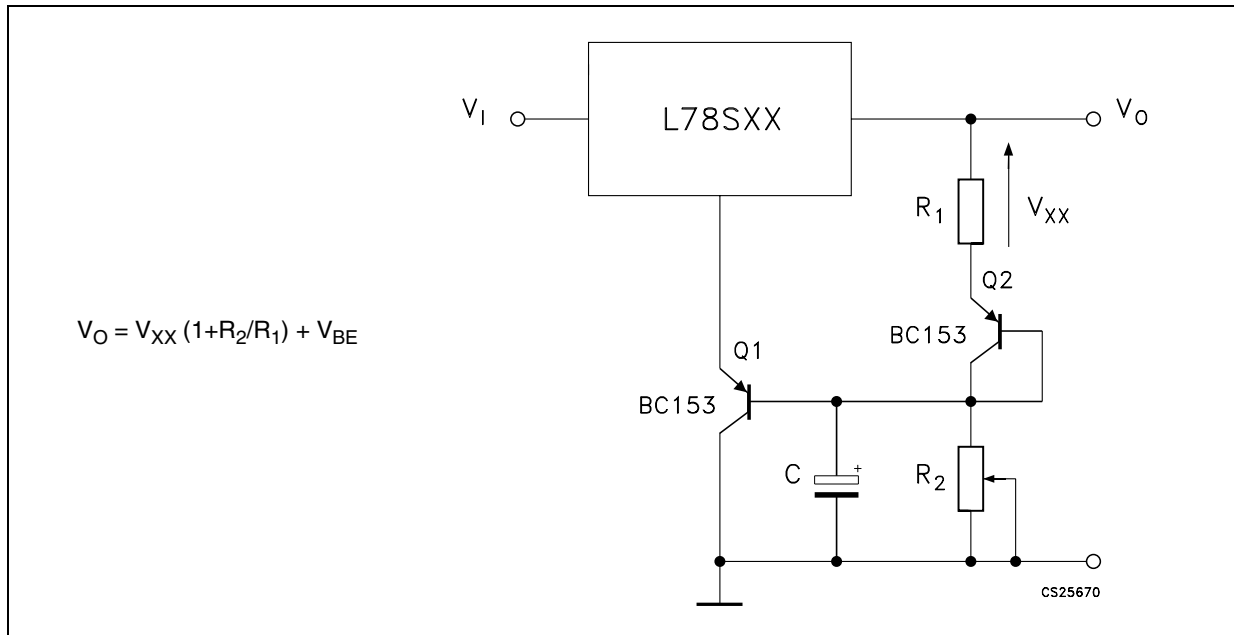 L78SXX
V_I
V_O
R_1
V_XX
Q2
BC153
V_O = V_XX (1+R_2/R_1) + V_BE
Q1
BC153
C
+
R_2
CS25670